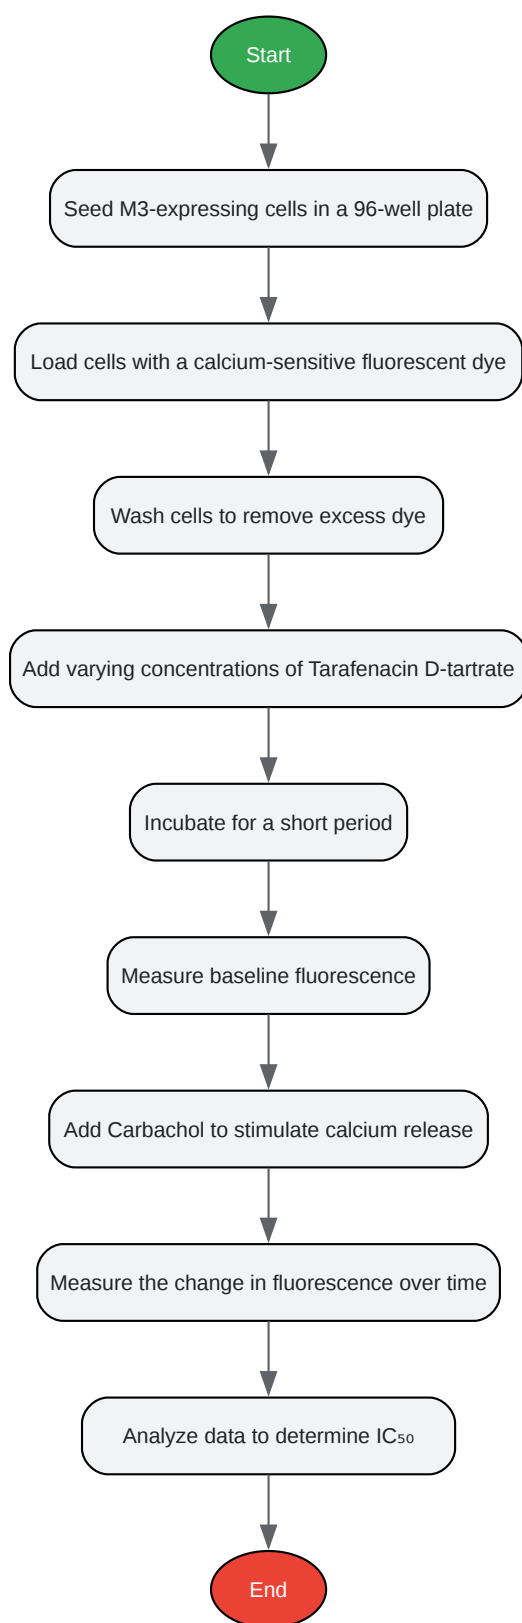 Start
Seed M3-expressing cells in a 96-well plate
Load cells with a calcium-sensitive fluorescent dye
Wash cells to remove excess dye
Add varying concentrations of Tarafenacin D-tartrate
Incubate for a short period
Measure baseline fluorescence
Add Carbachol to stimulate calcium release
Measure the change in fluorescence over time
Analyze data to determine IC₅₀
End